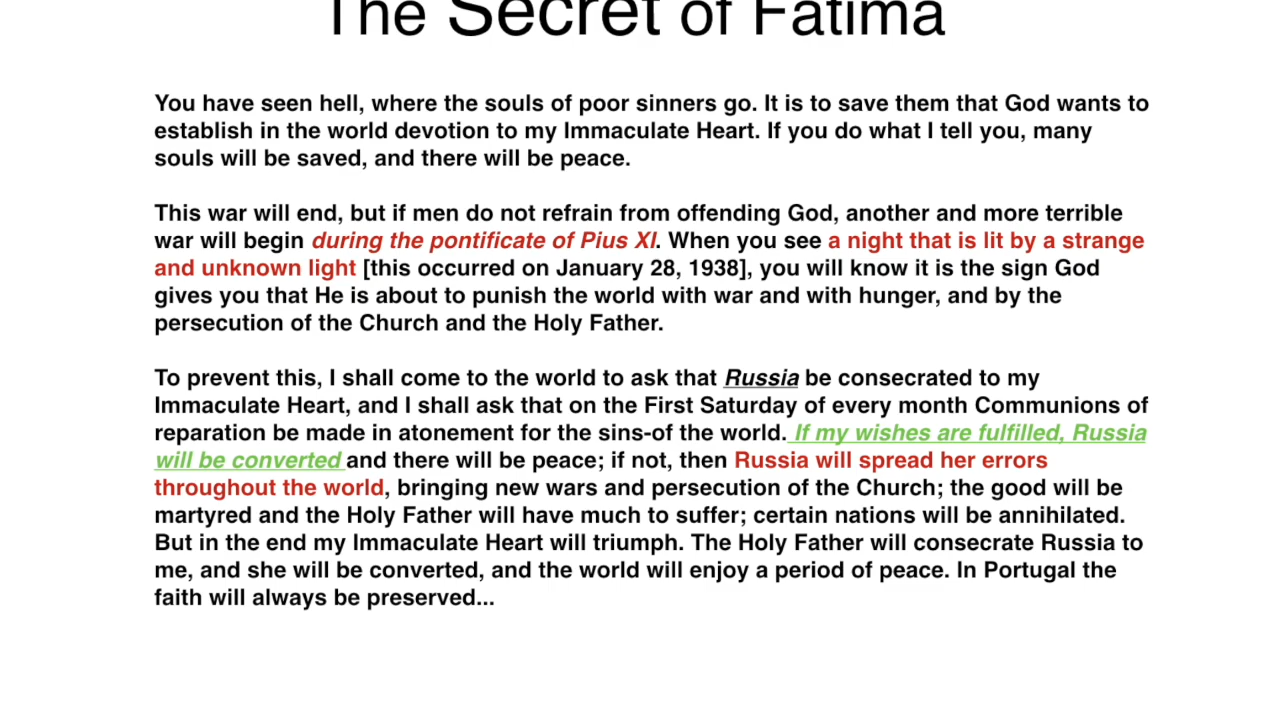 The Secret of Fatima
You have seen hell, where the souls of poor sinners go. It is to save them that God wants to
establish in the world devotion to my Immaculate Heart. If you do what I tell you, many
souls will be saved, and there will be peace.
This war will end, but if men do not refrain from offending God, another and more terrible
war will begin during the pontificate of Pius XI. When you see a night that is lit by a strange
and unknown light [this occurred on January 28, 1938], you will know it is the sign God
gives you that He is about to punish the world with war and with hunger, and by the
persecution of the Church and the Holy Father.
To prevent this, I shall come to the world to ask that Russia be consecrated to my
Immaculate Heart, and I shall ask that on the First Saturday of every month Communions of
reparation be made in atonement for the sins-of the world. If my wishes are fulfilled, Russia
will be converted and there will be peace; if not, then Russia will spread her errors
throughout the world, bringing new wars and persecution of the Church; the good will be
martyred and the Holy Father will have much to suffer; certain nations will be annihilated.
But in the end my Immaculate Heart will triumph. The Holy Father will consecrate Russia to
me, and she will be converted, and the world will enjoy a period of peace. In Portugal the
faith will always be preserved...